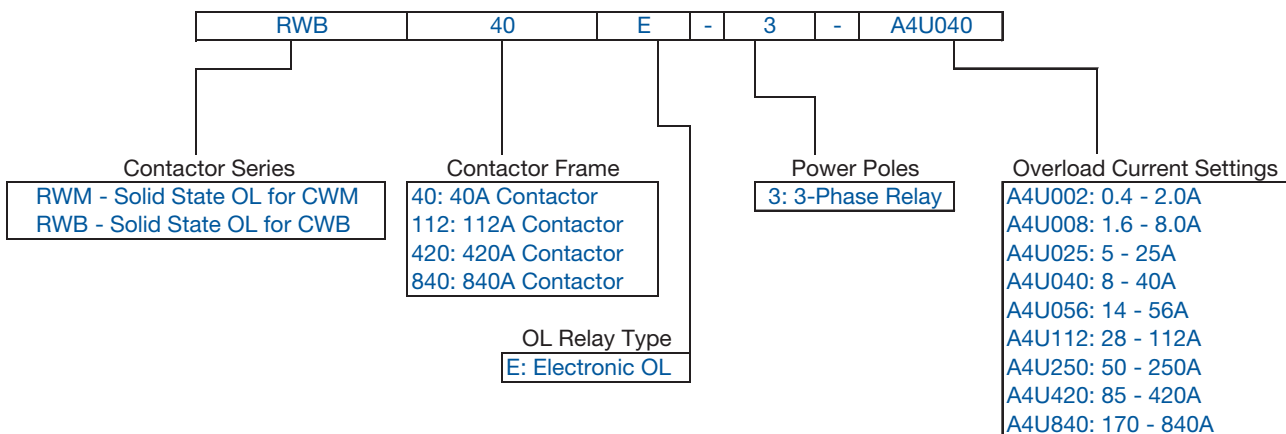 RWB 40 E - 3 - A4U040
Contactor Series
RWM - Solid State OL for CWM
RWB - Solid State OL for CWB
Contactor Frame
40: 40A Contactor
112: 112A Contactor
420: 420A Contactor
840: 840A Contactor
OL Relay Type
E: Electronic OL
Power Poles
3: 3-Phase Relay
Overload Current Settings
A4U002: 0.4 - 2.0A
A4U008: 1.6 - 8.0A
A4U025: 5 - 25A
A4U040: 8 - 40A
A4U056: 14 - 56A
A4U112: 28 - 112A
A4U250: 50 - 250A
A4U420: 85 - 420A
A4U840: 170 - 840A